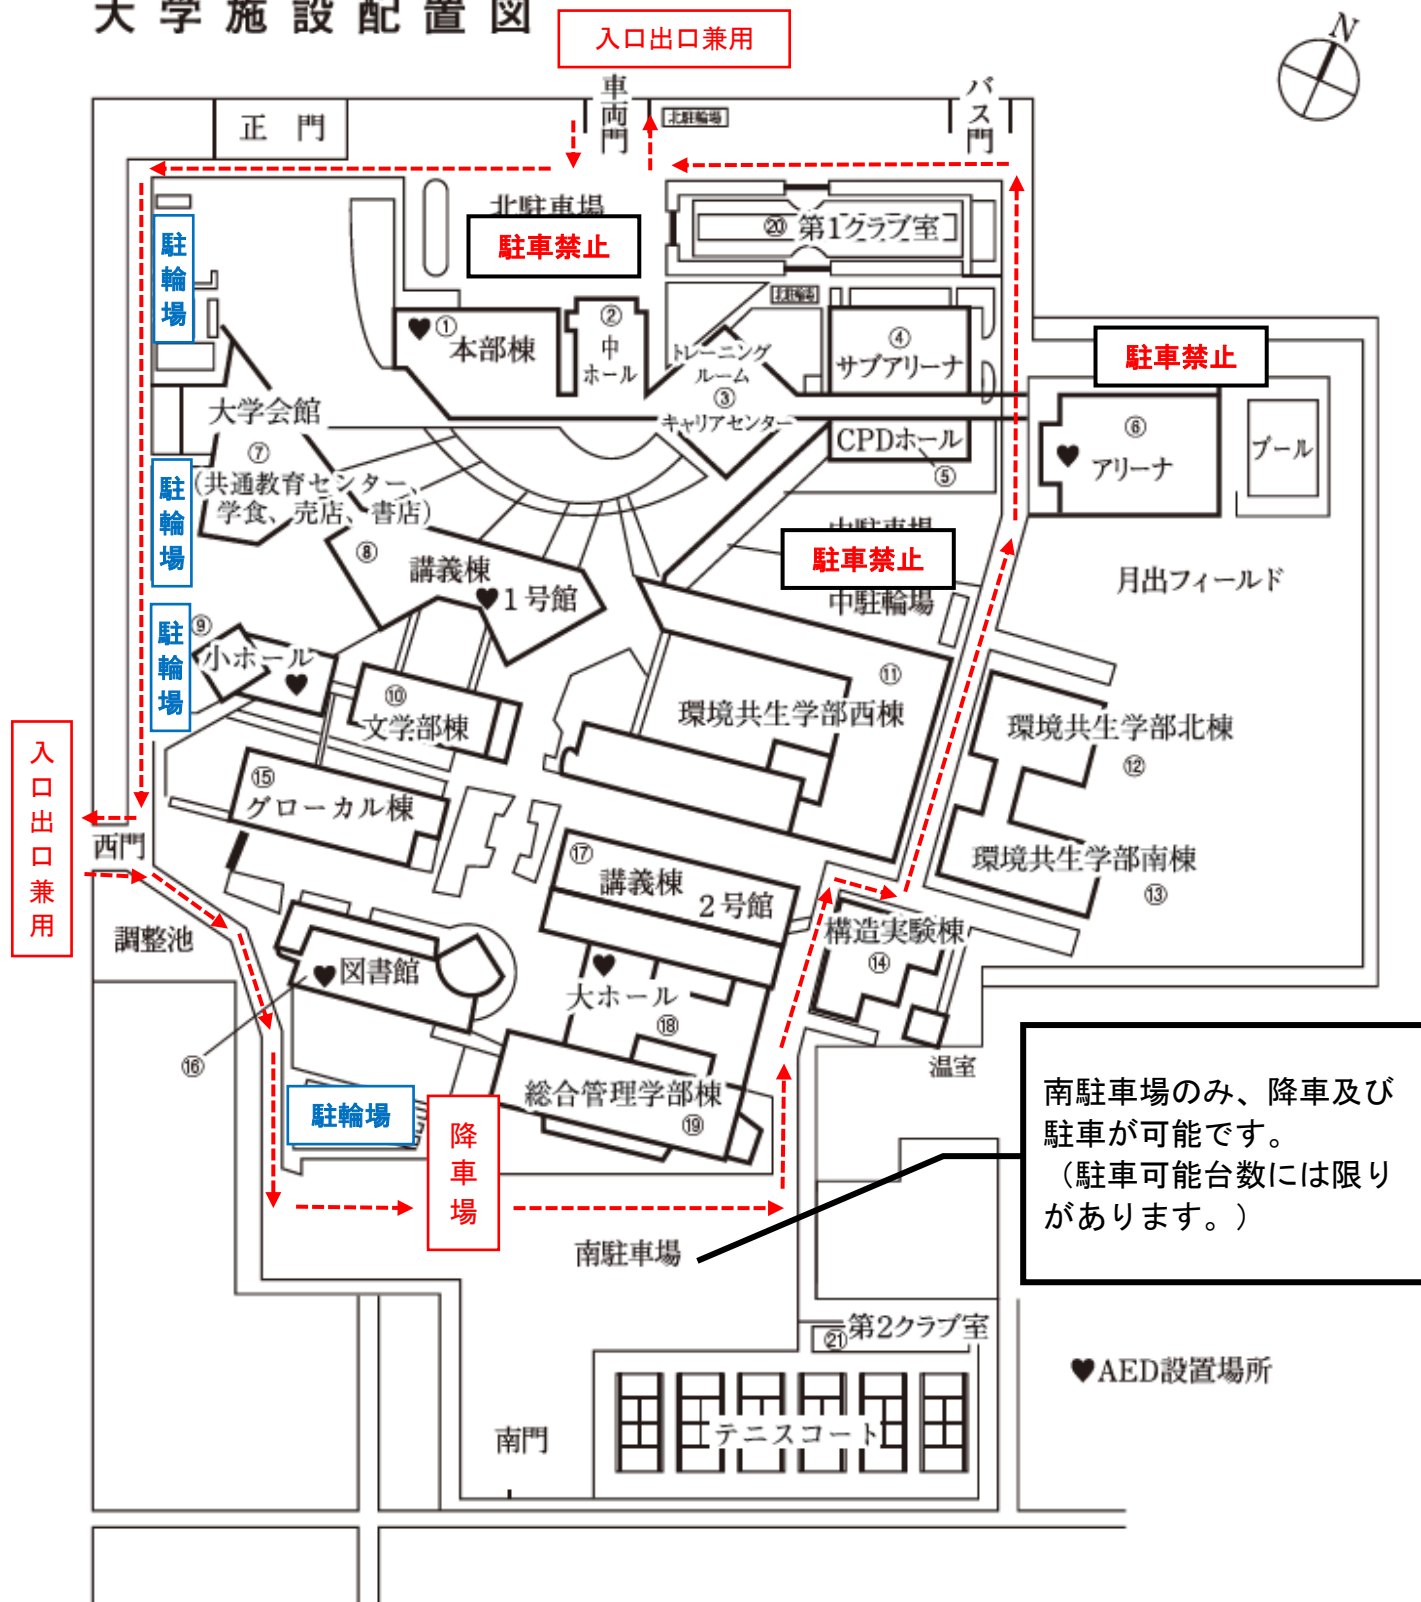 大学施設配置図
入口出口兼用
N
車両門
北駐輪場
バス門
正門
北駐車場
駐車禁止
⑳第1クラブ室
駐輪場
北駐輪場
①
本部棟
②
中
ホール
トレーニング
ルーム
③
キャリアセンター
④
サブアリーナ
駐車禁止
大学会館
⑦
(共通教育センター、
学食、売店、書店)
CPDホール
⑤
⑥
アリーナ
プール
駐輪場
⑧
講義棟
1号館
中駐車場
駐車禁止
中駐輪場
月出フィールド
駐輪場
⑨
小ホール
⑩
文学部棟
⑪
環境共生学部西棟
環境共生学部北棟
⑫
入口出口兼用
⑮
グローカル棟
西門
⑰
講義棟
2号館
環境共生学部南棟
⑬
調整池
構造実験棟
⑭
図書館
⑯
大ホール
⑱
温室
総合管理学部棟
⑲
駐輪場
降車場
南駐車場のみ、降車及び
駐車が可能です。
（駐車可能台数には限り
があります。）
南駐車場
㉑第2クラブ室
♥AED設置場所
テニスコート
南門